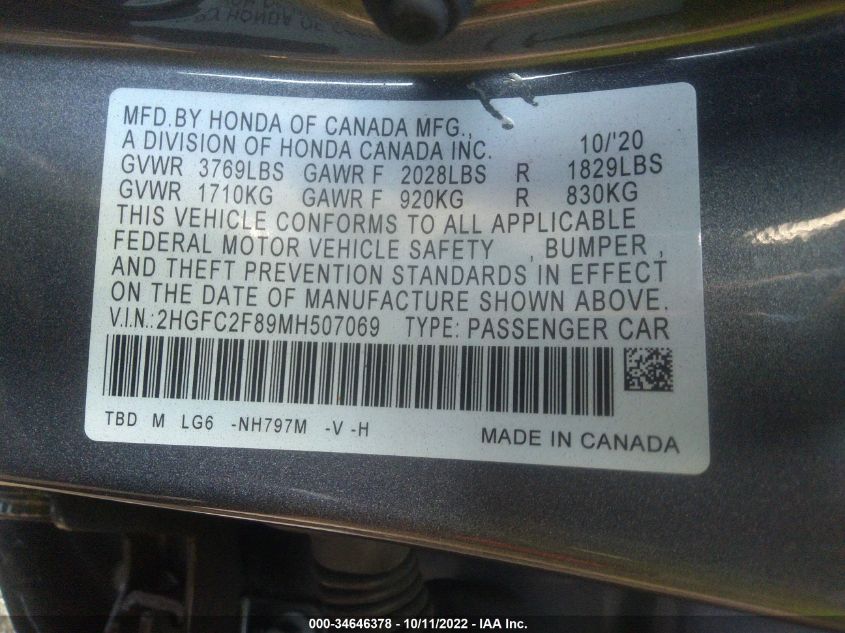 MFD.BY HONDA OF CANADA MFG.,
A DIVISION OF HONDA CANADA INC. 10/'20
GVWR 3769LBS GAWR F 2028LBS R 1829LBS
GVWR 1710KG GAWR F 920KG R 830KG
THIS VEHICLE CONFORMS TO ALL APPLICABLE
FEDERAL MOTOR VEHICLE SAFETY , BUMPER ,
AND THEFT PREVENTION STANDARDS IN EFFECT
ON THE DATE OF MANUFACTURE SHOWN ABOVE.
V.I.N.:2HGFC2F89MH507069 TYPE: PASSENGER CAR
TBD M LG6 -NH797M -V -H
MADE IN CANADA
000-34646378 - 10/11/2022 - IAA Inc.